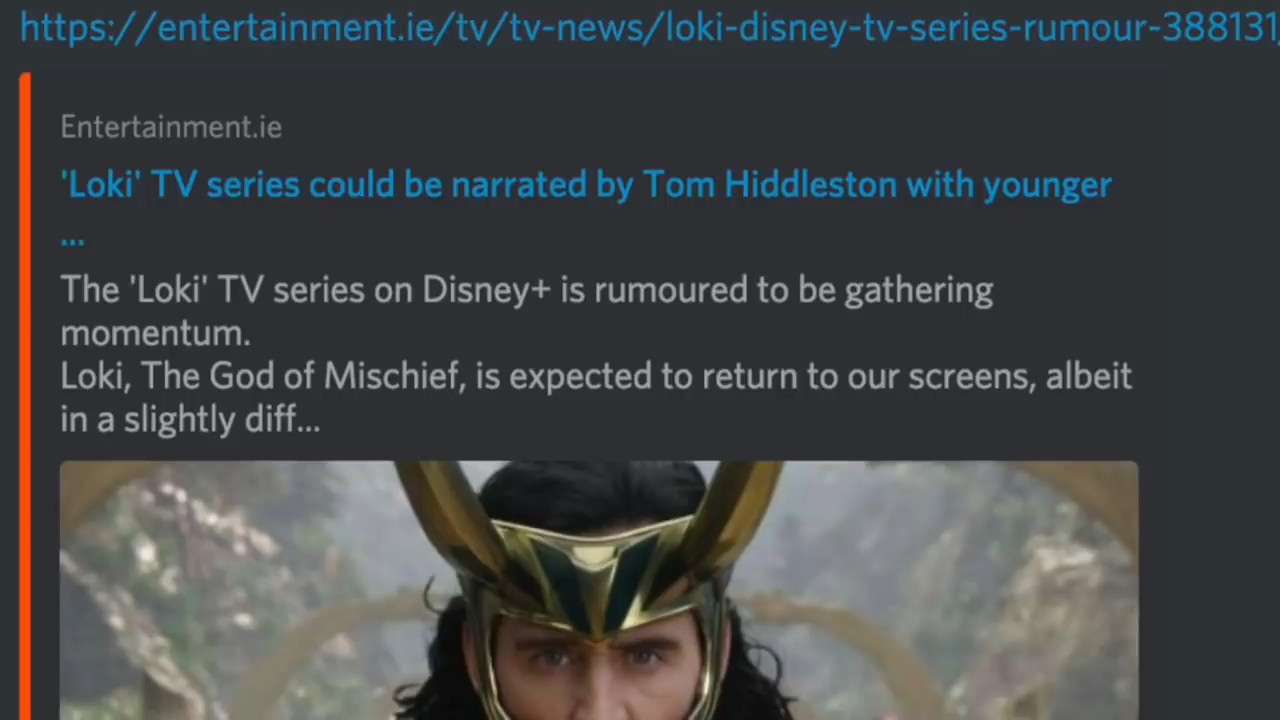 https://entertainment.ie/tv/tv-news/loki-disney-tv-series-rumour-388131/
Entertainment.ie
'Loki' TV series could be narrated by Tom Hiddleston with younger
...
The 'Loki' TV series on Disney+ is rumoured to be gathering
momentum.
Loki, The God of Mischief, is expected to return to our screens, albeit
in a slightly diff...